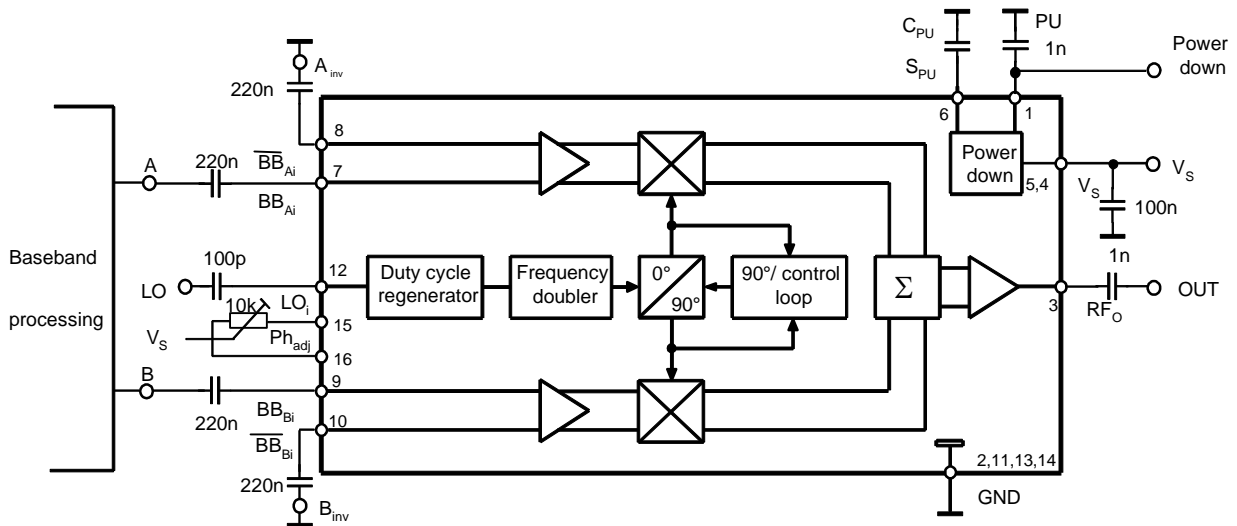 C_PU
PU
1n
Power
down
S_PU
A_inv
220n
6
1
8
Power
down
A
220n
B̅B̅_Ai
7
5,4
V_S
V_S
BB_Ai
100n
Baseband
processing
100p
12
Duty cycle
regenerator
Frequency
doubler
0°
90°
90°/ control
loop
Σ
1n
LO
10k
LO_i
3
OUT
RF_O
15
V_S
Ph_adj
16
B
9
220n
BB_Bi
10
B̅B̅_Bi
220n
2,11,13,14
GND
B_inv